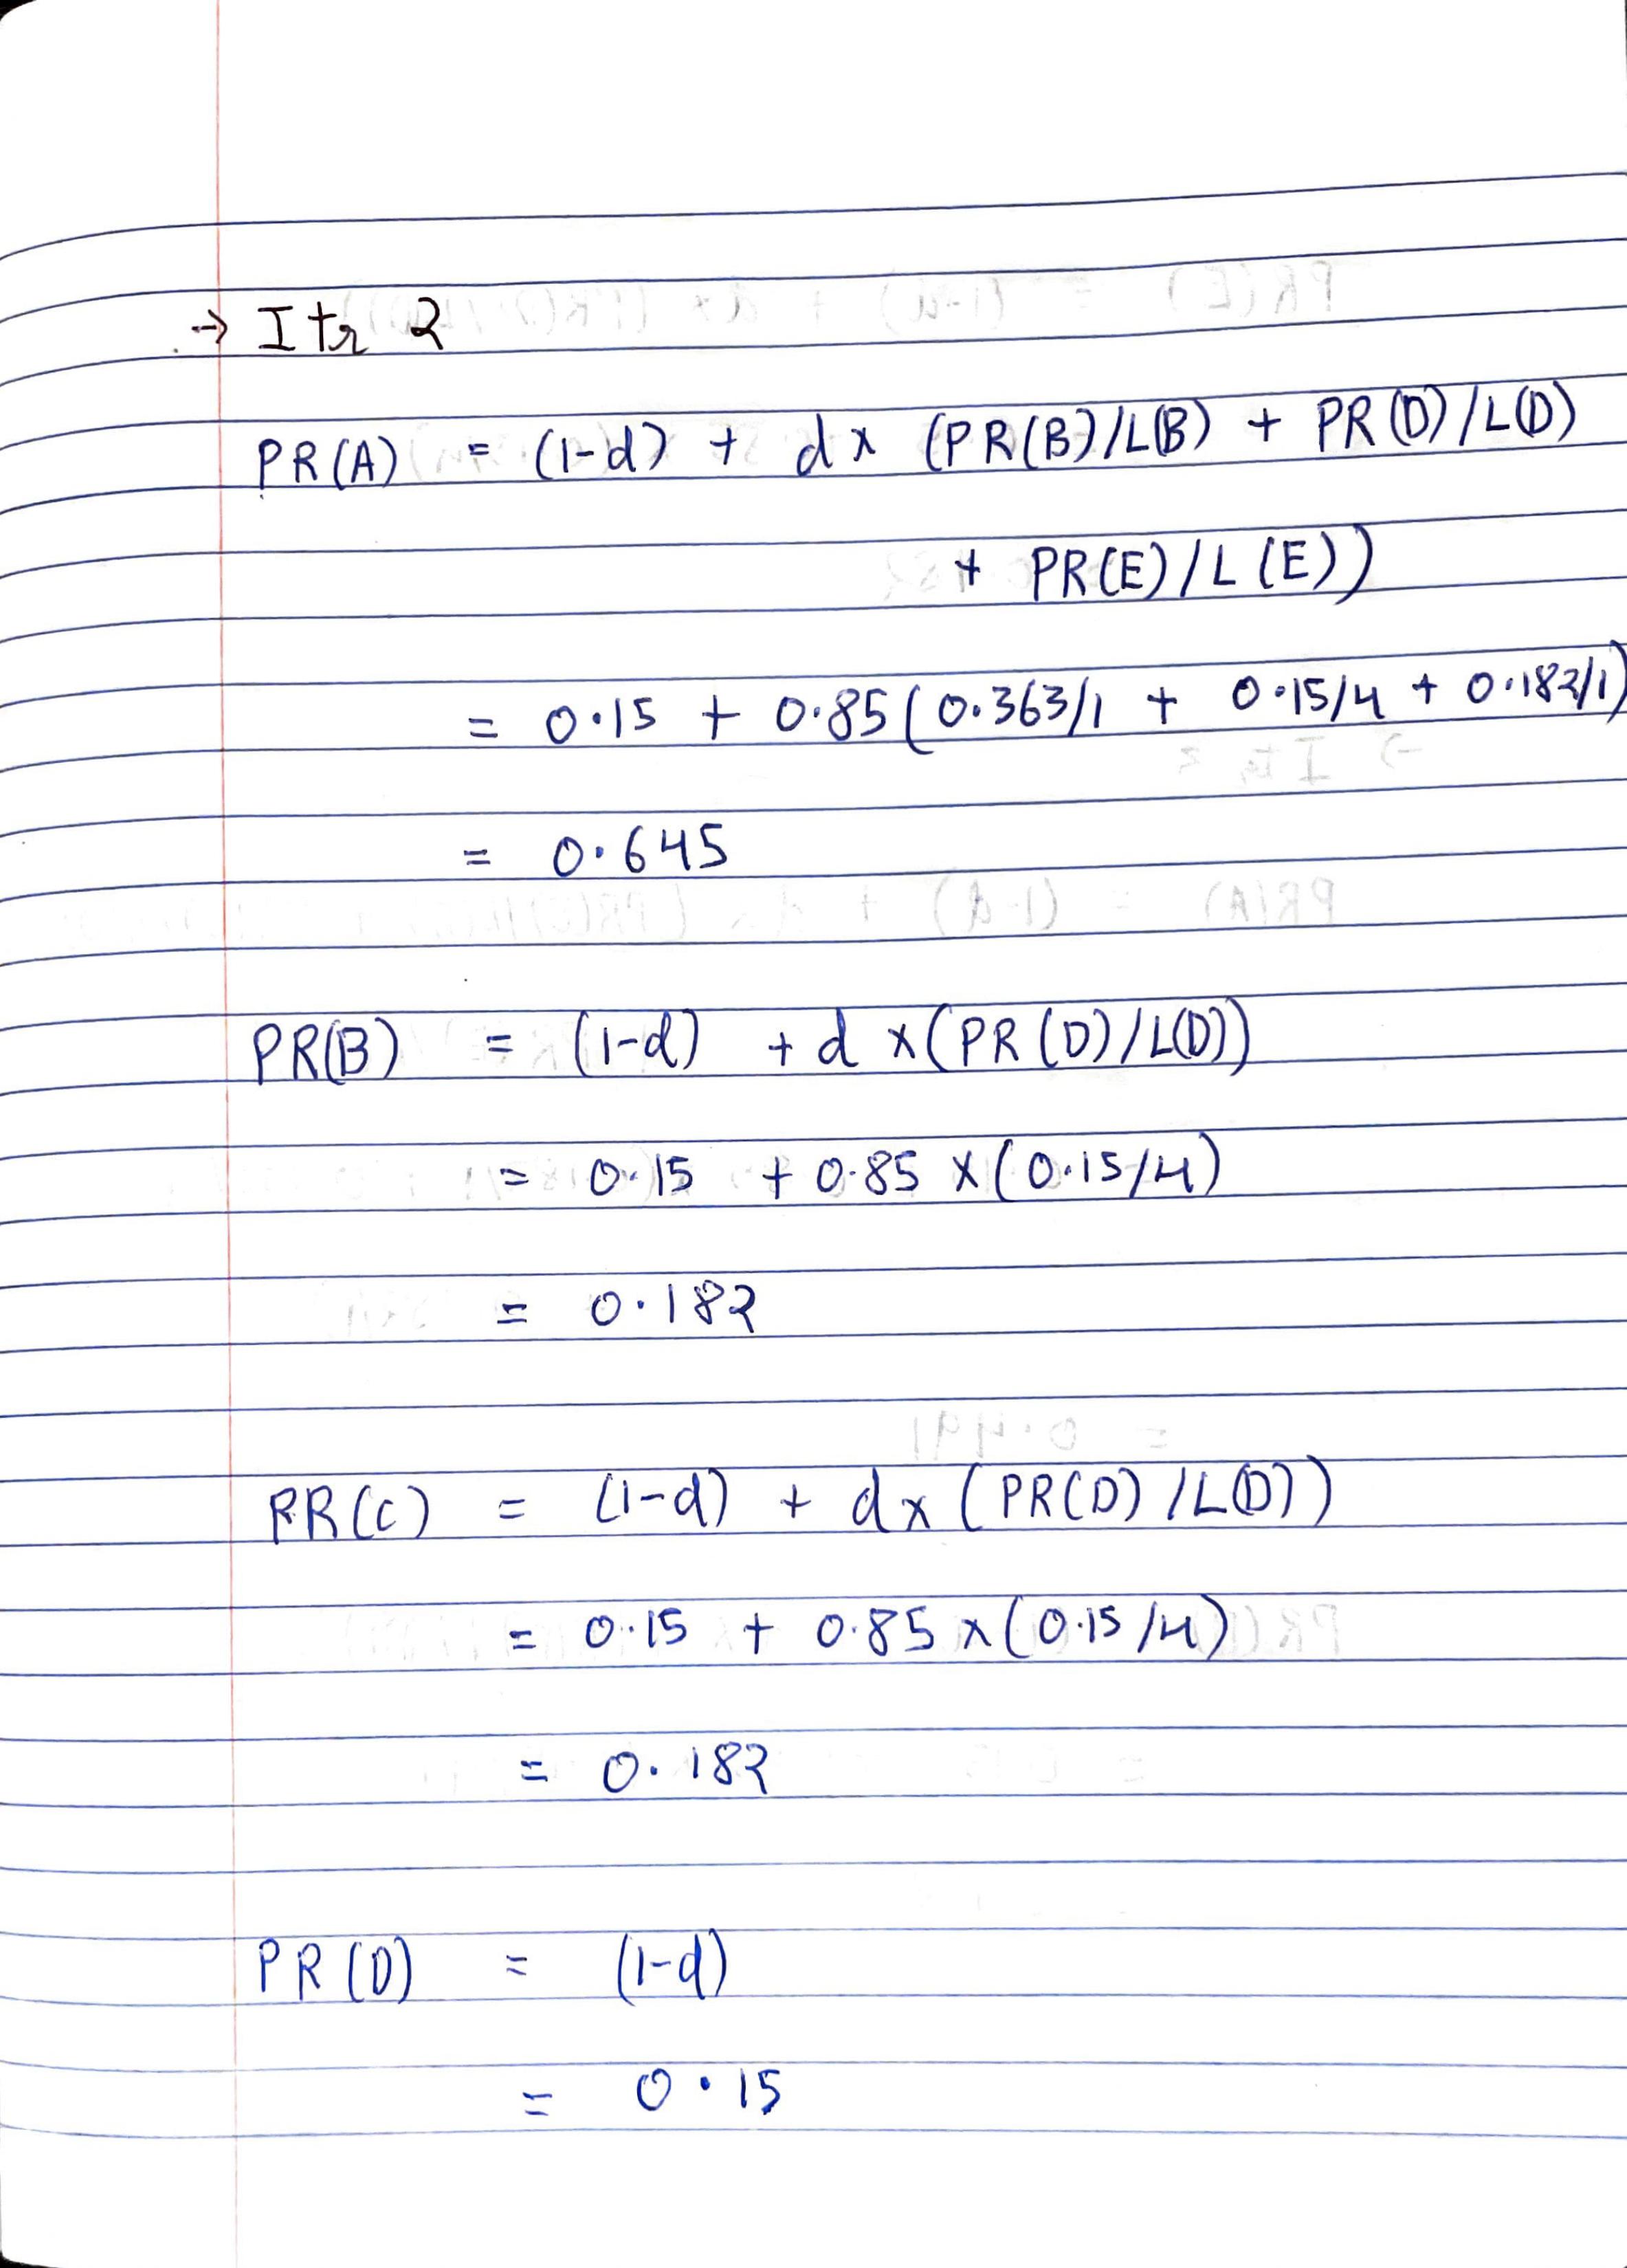 → Itr 2
PR(A) = (1-d) + d x (PR(B)/L(B) + PR(D)/L(D)
+ PR(E)/L(E))
= 0.15 + 0.85(0.363/1 + 0.15/4 + 0.182/1)
= 0.645
PR(B) = (1-d) + d x (PR(D)/L(D))
= 0.15 + 0.85 x (0.15/4)
= 0.182
PR(C) = (1-d) + d x (PR(D)/L(D))
= 0.15 + 0.85 x (0.15/4)
= 0.182
PR(D) = (1-d)
= 0.15